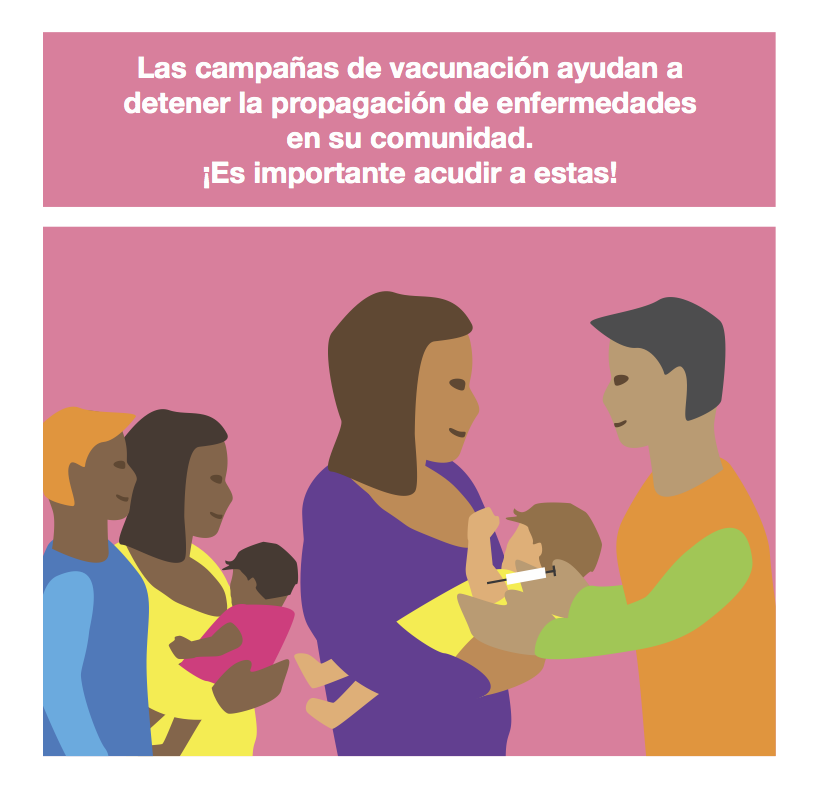 Las campañas de vacunación ayudan a
detener la propagación de enfermedades
en su comunidad.
¡Es importante acudir a estas!